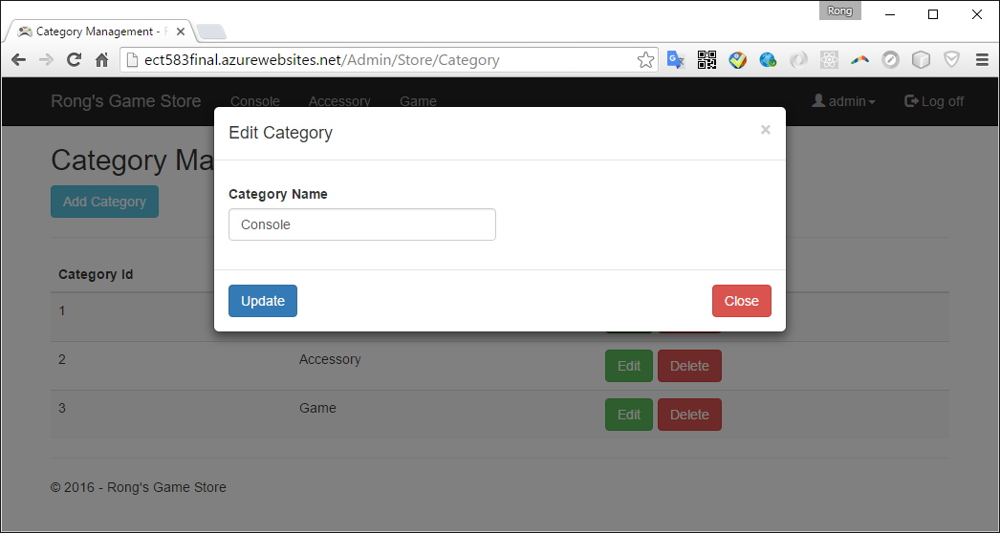 Rong
Category Management -
ect583final.azurewebsites.net/Admin/Store/Category
Rong's Game Store Console Accessory Game admin Log off
Edit Category ×
Category Ma
Add Category
Category Name
Console
Category Id
Update Close
1
2 Accessory Edit Delete
3 Game Edit Delete
© 2016 - Rong's Game Store